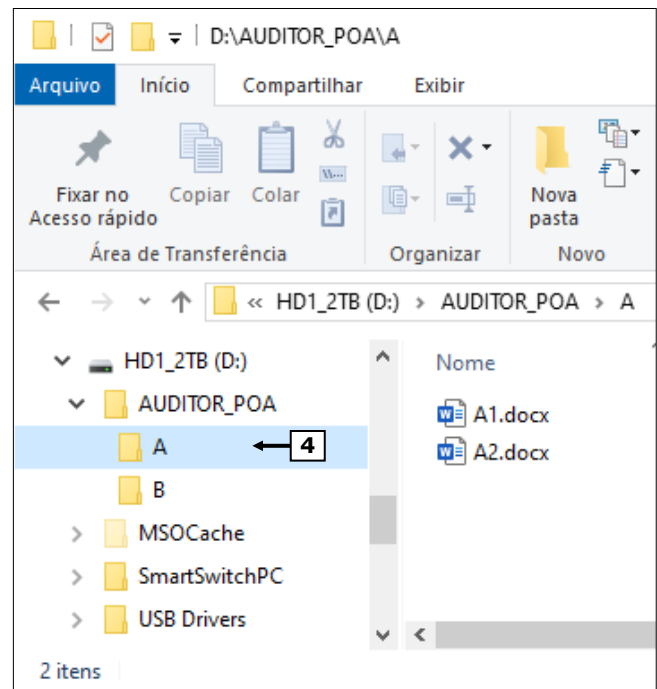 D:\AUDITOR_POA\A
Arquivo Início Compartilhar Exibir
Fixar no Acesso rápido
Copiar
Colar
Nova pasta
Área de Transferência Organizar Novo
« HD1_2TB (D:) > AUDITOR_POA > A
HD1_2TB (D:)
AUDITOR_POA
A
4
B
MSOCache
SmartSwitchPC
USB Drivers
Nome
A1.docx
A2.docx
2 itens